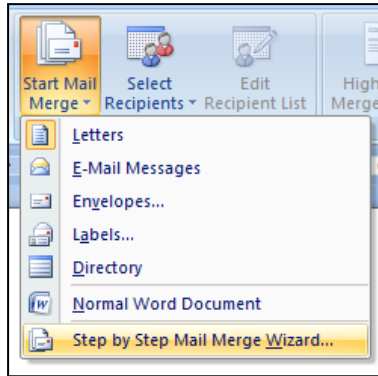 Start Mail Select Edit High
Merge Recipients Recipient List Merge
Letters
E-Mail Messages
Envelopes...
Labels...
Directory
Normal Word Document
Step by Step Mail Merge Wizard...